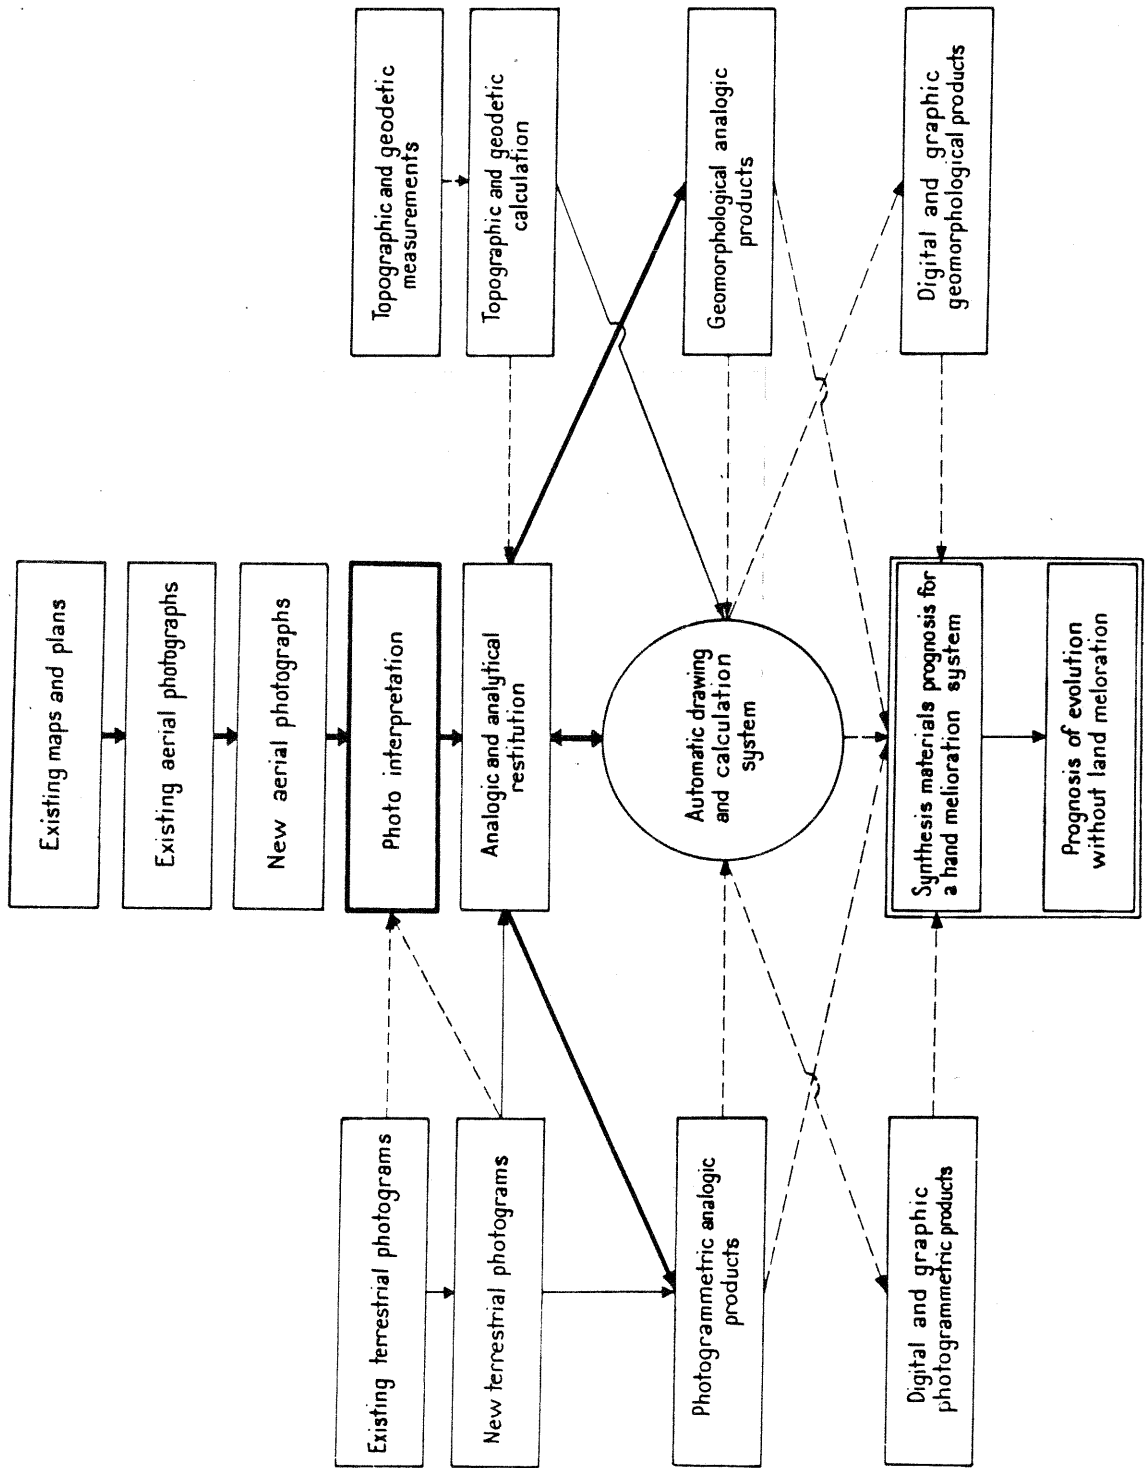 Existing maps and plans
Existing aerial photographs
New aerial photographs
Photo interpretation
Analogic and analytical
restitution
Automatic drawing
and calculation
system
Synthesis materials prognosis for
a hand melioration system
Prognosis of evolution
without land meloration
Topographic and geodetic
measurements
Topographic and geodetic
calculation
Geomorphological analogic
products
Digital and graphic
geomorphological products
Existing terrestrial photograms
New terrestrial photograms
Photogrammetric analogic
products
Digital and graphic
photogrammetric products